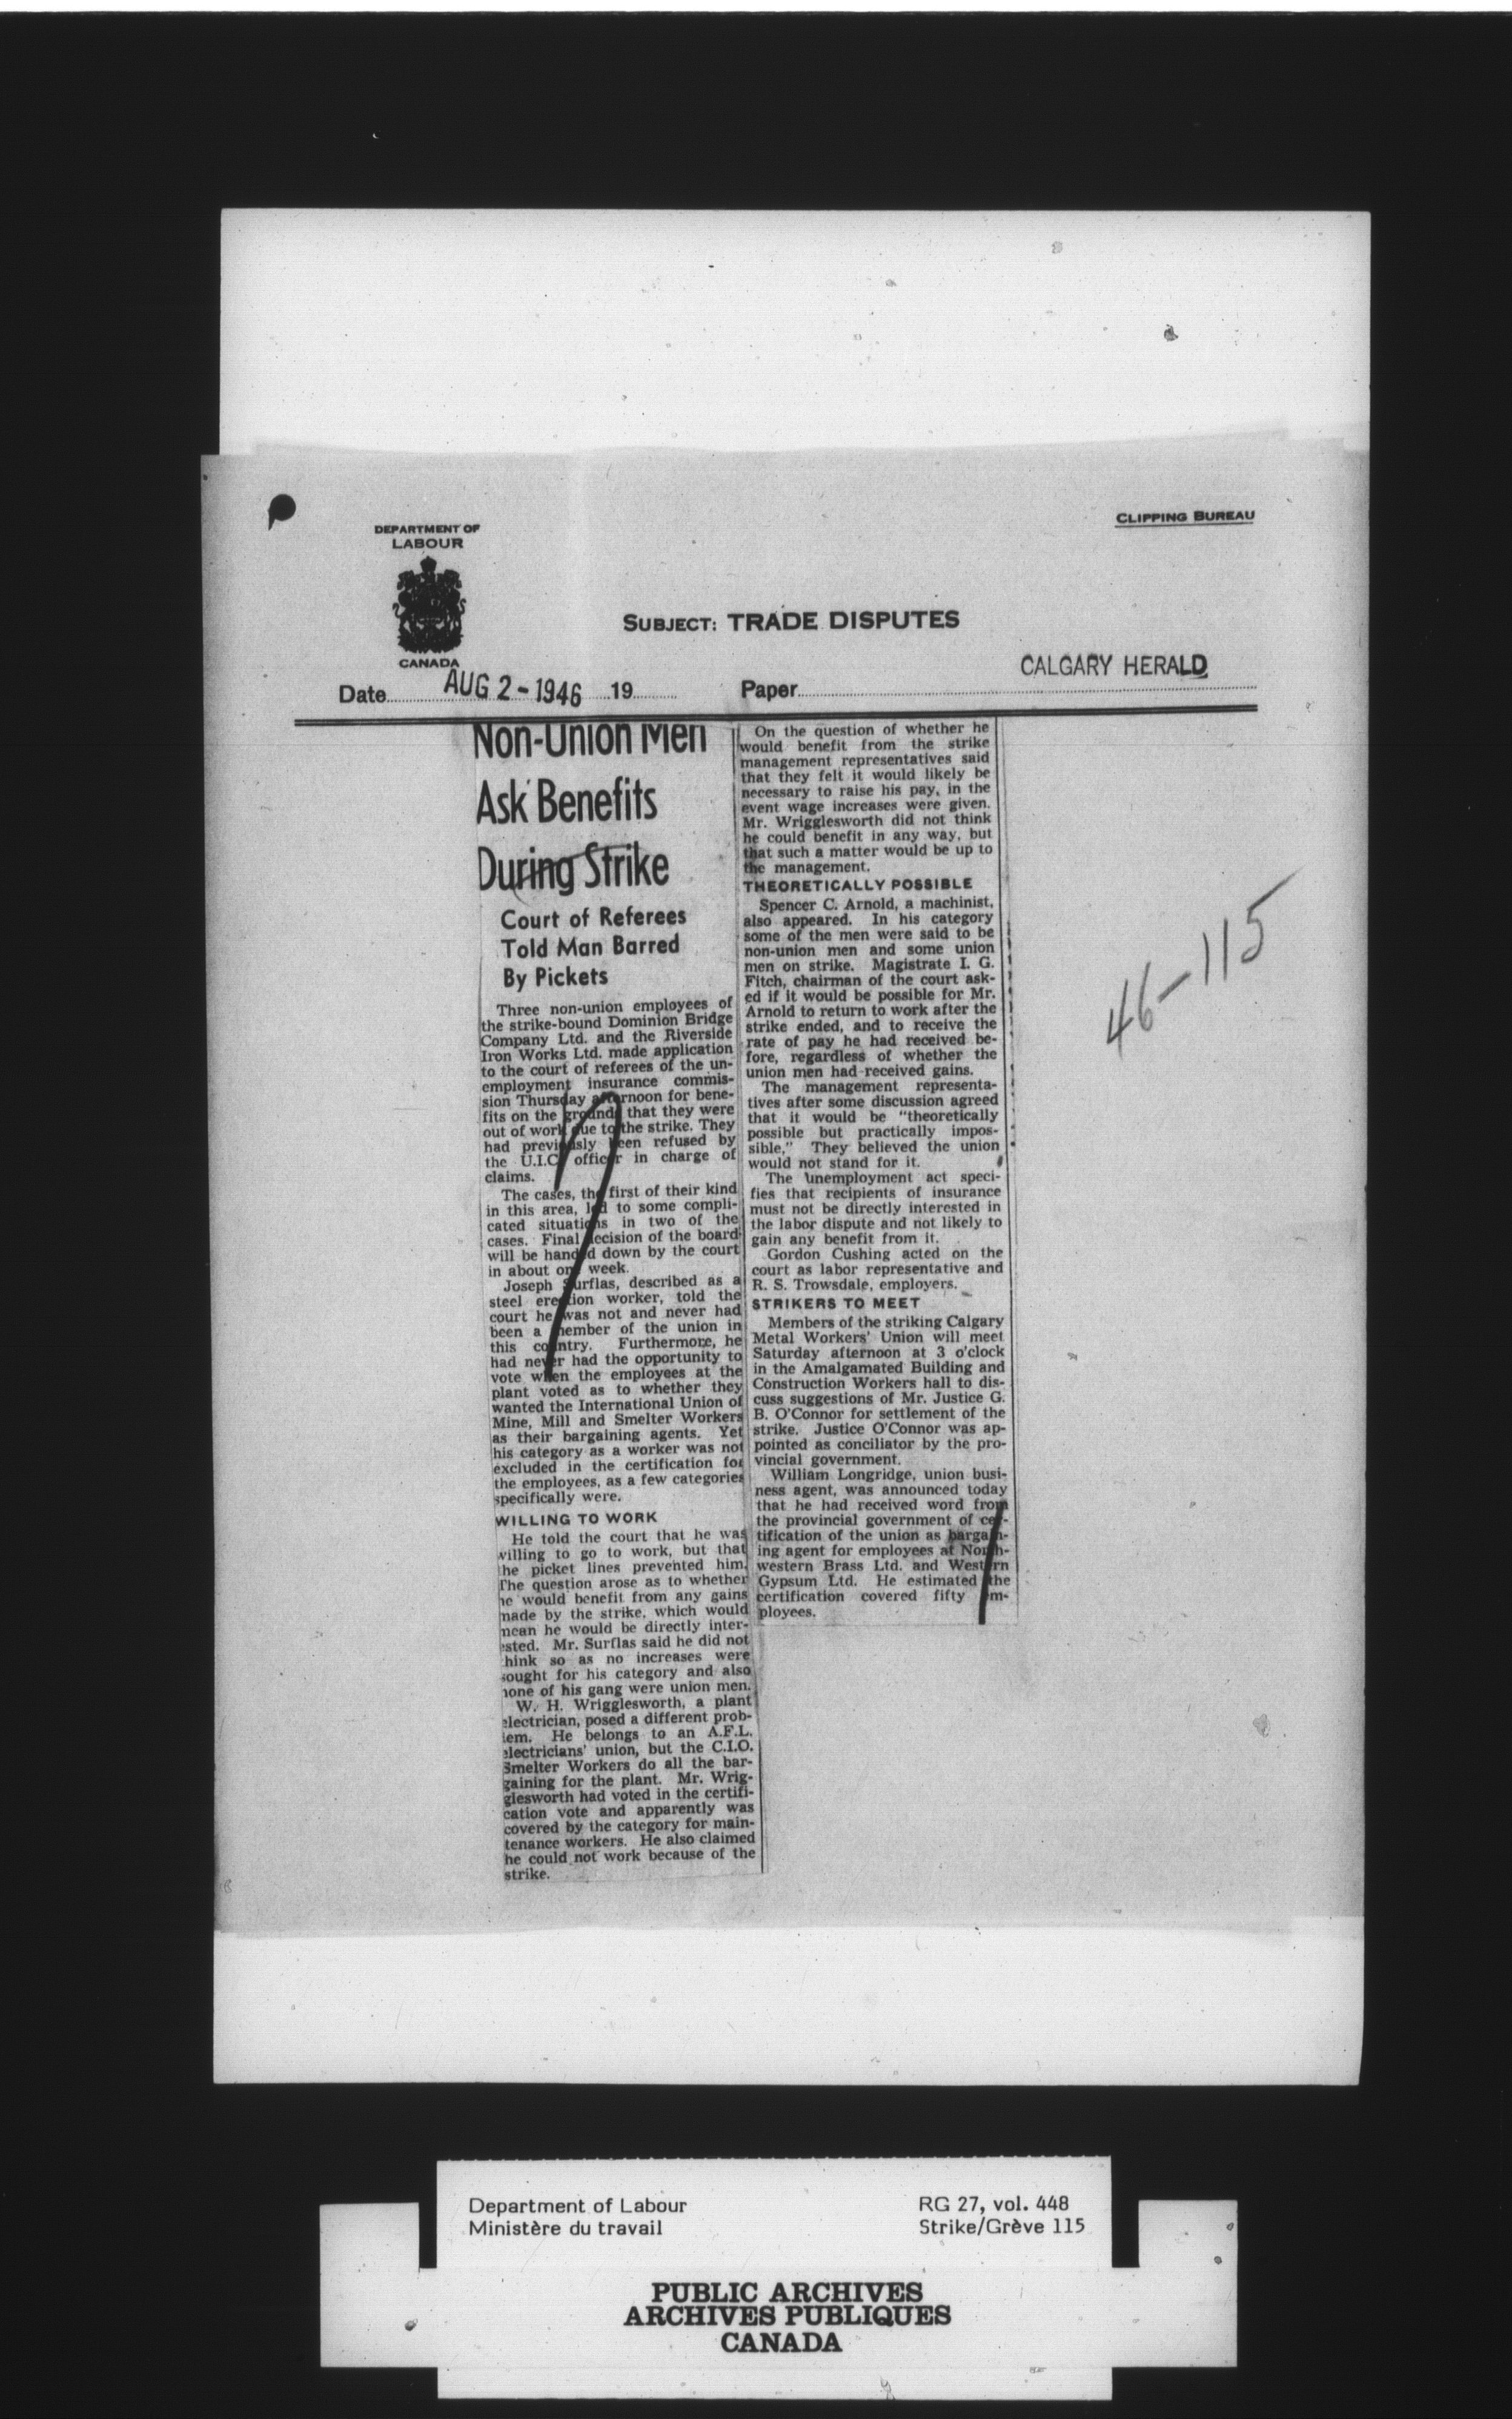 DEPARTMENT OF
LABOUR
CANADA
CLIPPING BUREAU
SUBJECT: TRADE DISPUTES
Date AUG 2 - 1946 19
Paper CALGARY HERALD
Non-Union Men
Ask Benefits
During Strike
Court of Referees
Told Man Barred
By Pickets
Three non-union employees of
the strike-bound Dominion Bridge
Company Ltd. and the Riverside
Iron Works Ltd. made application
to the court of referees of the un-
employment insurance commis-
sion Thursday afternoon for bene-
fits on the grounds that they were
out of work due to the strike. They
had previously been refused by
the U.I.C. officer in charge of
claims.
The cases, the first of their kind
in this area, led to some compli-
cated situations in two of the
cases. Final decision of the board
will be handed down by the court
in about one week.
Joseph Surflas, described as a
steel erection worker, told the
court he was not and never had
been a member of the union in
this country. Furthermore, he
had never had the opportunity to
vote when the employees at the
plant voted as to whether they
wanted the International Union of
Mine, Mill and Smelter Workers
as their bargaining agents. Yet
his category as a worker was not
excluded in the certification for
the employees, as a few categories
specifically were.
WILLING TO WORK
He told the court that he was
willing to go to work, but that
the picket lines prevented him.
The question arose as to whether
he would benefit from any gains
made by the strike, which would
mean he would be directly inter-
ested. Mr. Surflas said he did not
think so as no increases were
sought for his category and also
none of his gang were union men.
W. H. Wrigglesworth, a plant
electrician, posed a different prob-
lem. He belongs to an A.F.L.
electricians' union, but the C.I.O.
Smelter Workers do all the bar-
gaining for the plant. Mr. Wrig-
glesworth had voted in the certifi-
cation vote and apparently was
covered by the category for main-
tenance workers. He also claimed
he could not work because of the
strike.
On the question of whether he
would benefit from the strike
management representatives said
that they felt it would likely be
necessary to raise his pay, in the
event wage increases were given.
Mr. Wrigglesworth did not think
he could benefit in any way, but
that such a matter would be up to
the management.
THEORETICALLY POSSIBLE
Spencer C. Arnold, a machinist,
also appeared. In his category
some of the men were said to be
non-union men and some union
men on strike. Magistrate I. G.
Fitch, chairman of the court ask-
ed if it would be possible for Mr.
Arnold to return to work after the
strike ended, and to receive the
rate of pay he had received be-
fore, regardless of whether the
union men had received gains.
The management representa-
tives after some discussion agreed
that it would be "theoretically
possible but practically impos-
sible," They believed the union
would not stand for it.
The unemployment act speci-
fies that recipients of insurance
must not be directly interested in
the labor dispute and not likely to
gain any benefit from it.
Gordon Cushing acted on the
court as labor representative and
R. S. Trowsdale, employers.
STRIKERS TO MEET
Members of the striking Calgary
Metal Workers' Union will meet
Saturday afternoon at 3 o'clock
in the Amalgamated Building and
Construction Workers hall to dis-
cuss suggestions of Mr. Justice G.
B. O'Connor for settlement of the
strike. Justice O'Connor was ap-
pointed as conciliator by the pro-
vincial government.
William Longridge, union busi-
ness agent, was announced today
that he had received word from
the provincial government of cer-
tification of the union as bargain-
ing agent for employees at North-
western Brass Ltd. and Western
Gypsum Ltd. He estimated the
certification covered fifty em-
ployees.
46-115
Department of Labour
Ministère du travail
RG 27, vol. 448
Strike/Grève 115
PUBLIC ARCHIVES
ARCHIVES PUBLIQUES
CANADA